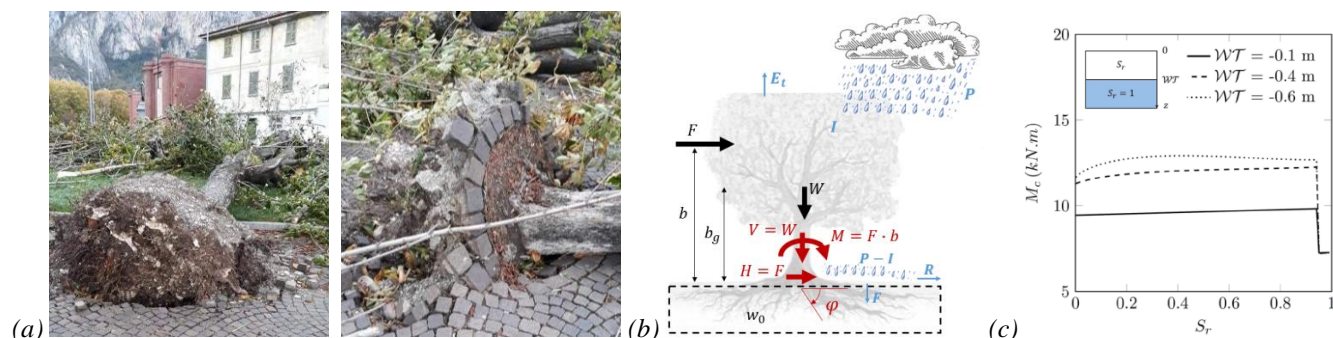 (a)
(b)
E_t
P
F
I
W
b
b_g
V = W
M = F · b
P − I
H = F
R
F
φ
w_0
(c)
M_c (kN.m)
20
15
10
5
0
S_r
𝒲𝒯
S_r = 1
z
𝒲𝒯 = -0.1 m
𝒲𝒯 = -0.4 m
𝒲𝒯 = -0.6 m
0 0.2 0.4 0.6 0.8 1
S_r